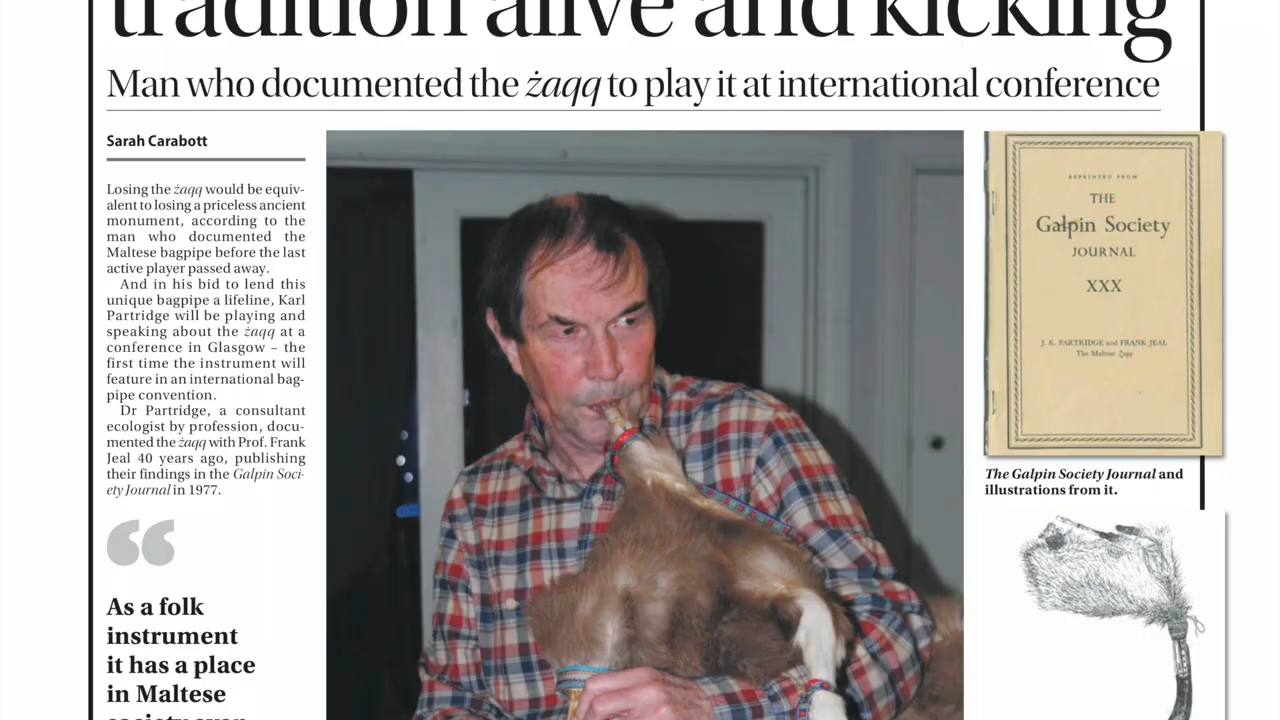 tradition alive and kicking
Man who documented the żaqq to play it at international conference
Sarah Carabott
Losing the żaqq would be equiv-
alent to losing a priceless ancient
monument, according to the
man who documented the
Maltese bagpipe before the last
active player passed away.
And in his bid to lend this
unique bagpipe a lifeline, Karl
Partridge will be playing and
speaking about the żaqq at a
conference in Glasgow – the
first time the instrument will
feature in an international bag-
pipe convention.
Dr Partridge, a consultant
ecologist by profession, docu-
mented the żaqq with Prof. Frank
Jeal 40 years ago, publishing
their findings in the Galpin Soci-
ety Journal in 1977.
“
As a folk
instrument
it has a place
in Maltese
society even
REPRINTED FROM
THE
Galpin Society
JOURNAL
XXX
J. K. PARTRIDGE and FRANK JEAL
The Maltese Żapp
The Galpin Society Journal and
illustrations from it.